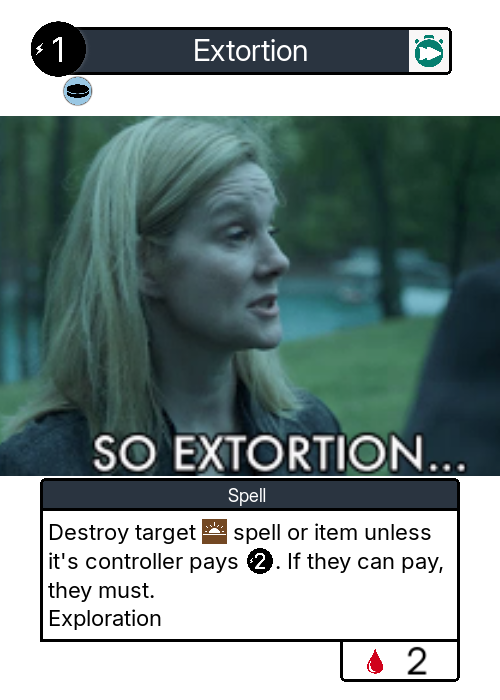 1 Extortion
SO EXTORTION...
Spell
Destroy target spell or item unless
it's controller pays 2. If they can pay,
they must.
Exploration
2